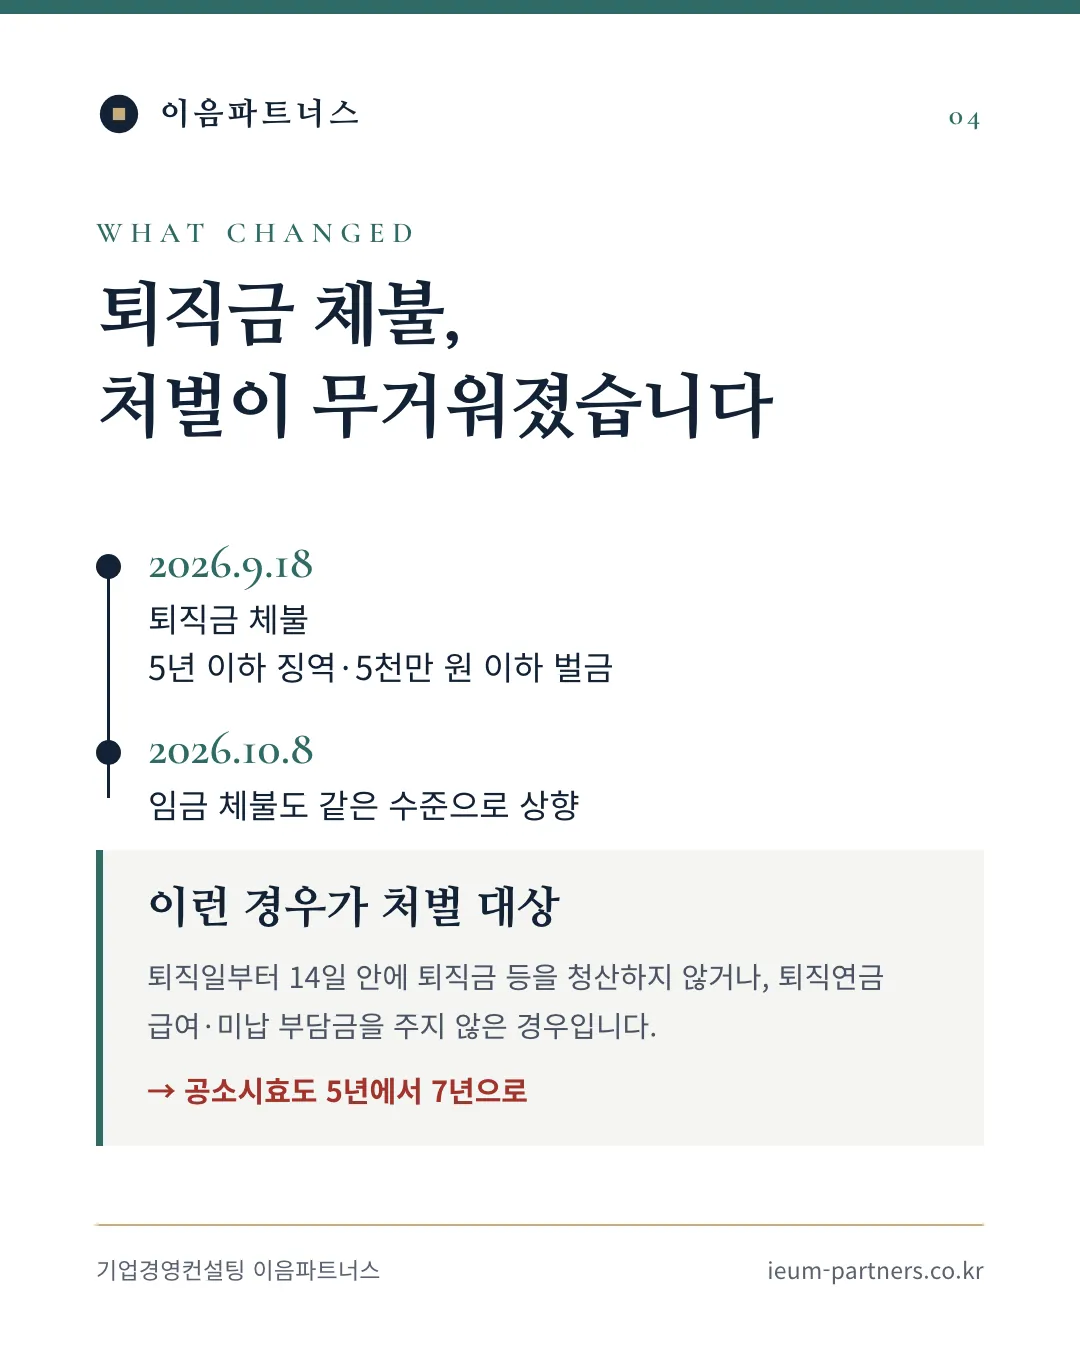 이음파트너스
04
WHAT CHANGED
퇴직금 체불,
처벌이 무거워졌습니다
2026.9.18
퇴직금 체불
5년 이하 징역·5천만 원 이하 벌금
2026.10.8
임금 체불도 같은 수준으로 상향
이런 경우가 처벌 대상
퇴직일부터 14일 안에 퇴직금 등을 청산하지 않거나, 퇴직연금
급여·미납 부담금을 주지 않은 경우입니다.
→ 공소시효도 5년에서 7년으로
기업경영컨설팅 이음파트너스
ieum-partners.co.kr